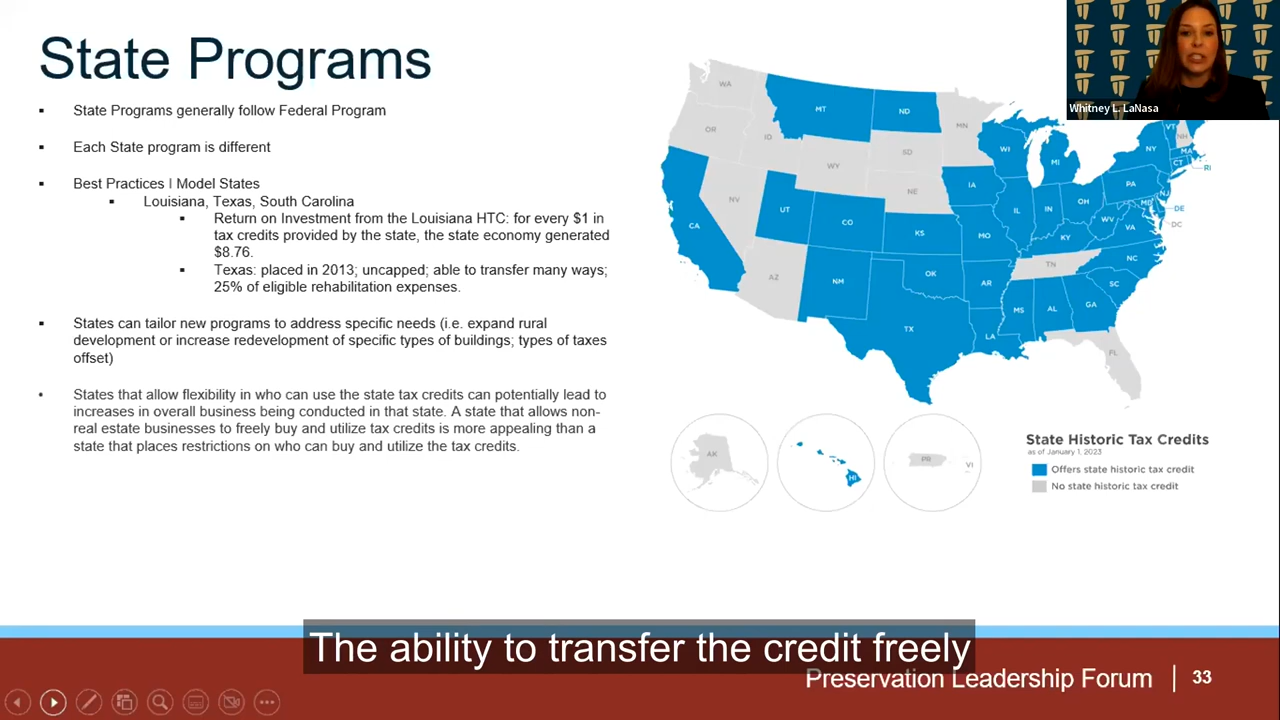 State Programs
▪ State Programs generally follow Federal Program
▪ Each State program is different
▪ Best Practices | Model States
▪ Louisiana, Texas, South Carolina
▪ Return on Investment from the Louisiana HTC: for every $1 in
tax credits provided by the state, the state economy generated
$8.76.
▪ Texas: placed in 2013; uncapped; able to transfer many ways;
25% of eligible rehabilitation expenses.
▪ States can tailor new programs to address specific needs (i.e. expand rural
development or increase redevelopment of specific types of buildings; types of taxes
offset)
• States that allow flexibility in who can use the state tax credits can potentially lead to
increases in overall business being conducted in that state. A state that allows non-
real estate businesses to freely buy and utilize tax credits is more appealing than a
state that places restrictions on who can buy and utilize the tax credits.
Whitney L. LaNasa
WA
MT
ND
MN
OR
ID
WY
SD
WI
MI
VT
NH
NY
MA
CT
RI
NV
NE
IA
PA
NJ
CA
UT
CO
KS
MO
IL
IN
OH
WV
MD
DE
DC
VA
KY
AZ
NM
OK
AR
TN
NC
SC
TX
LA
MS
AL
GA
FL
AK
HI
PR
VI
State Historic Tax Credits
as of January 1, 2023
Offers state historic tax credit
No state historic tax credit
The ability to transfer the credit freely
Preservation Leadership Forum | 33